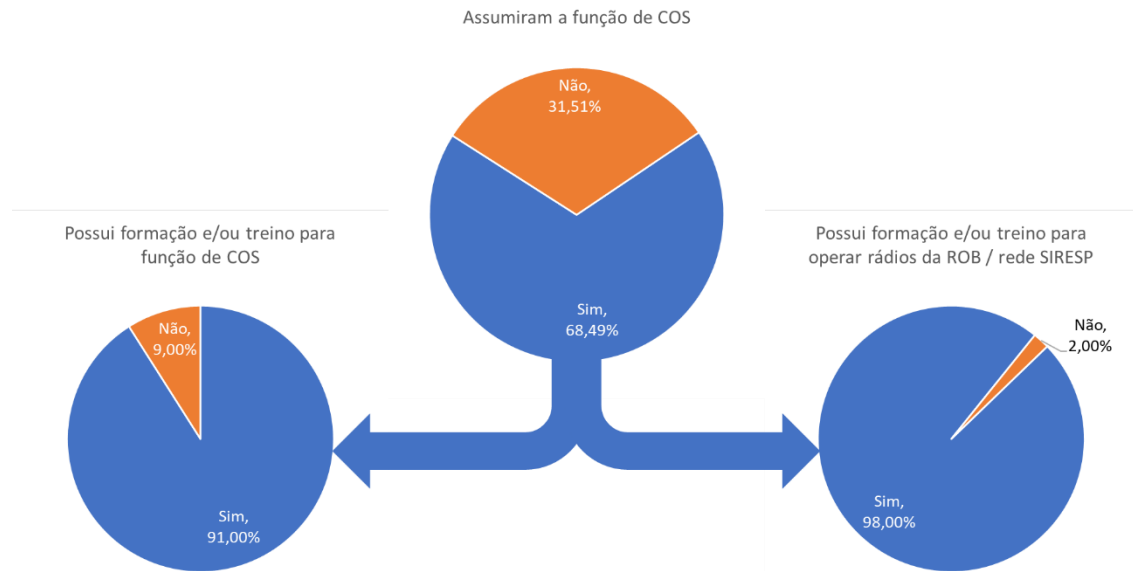 Assumiram a função de COS
Não,
31,51%
Sim,
68,49%
Possui formação e/ou treino para
função de COS
Não,
9,00%
Sim,
91,00%
Possui formação e/ou treino para
operar rádios da ROB / rede SIRESP
Não,
2,00%
Sim,
98,00%